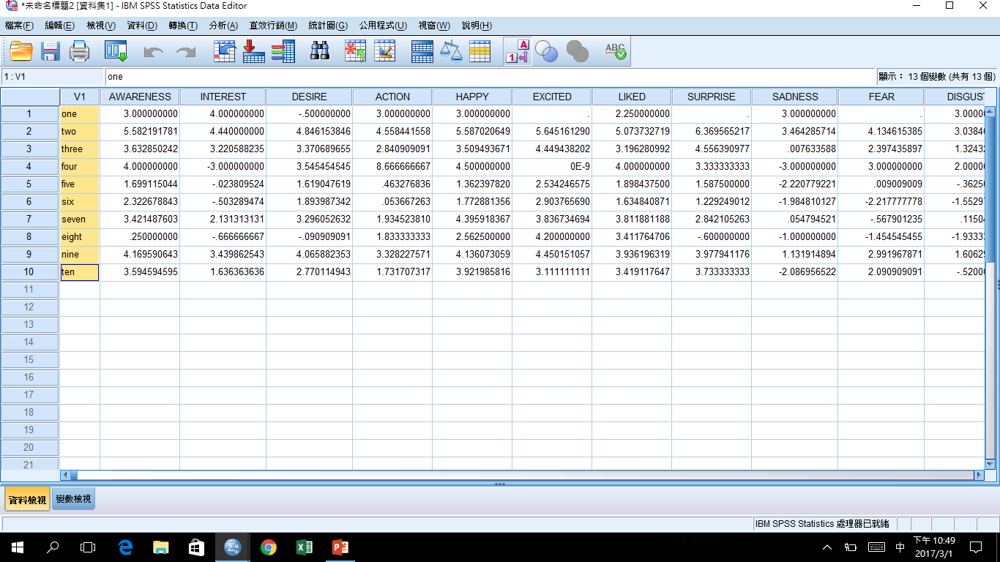 *未命名標題2 [資料集1] - IBM SPSS Statistics Data Editor
檔案(F) 編輯(E) 檢視(V) 資料(D) 轉換(T) 分析(A) 直效行銷(M) 統計圖(G) 公用程式(U) 視窗(W) 說明(H)
1 A ABC
1 : V1 one 顯示： 13 個變數 (共有 13 個)
V1 AWARENESS INTEREST DESIRE ACTION HAPPY EXCITED LIKED SURPRISE SADNESS FEAR DISGUST
1 one 3.000000000 4.000000000 -.500000000 3.000000000 3.000000000 . 2.250000000 . 3.000000000 . 3.0000
2 two 5.582191781 4.440000000 4.846153846 4.558441558 5.587020649 5.645161290 5.073732719 6.369565217 3.464285714 4.134615385 3.0384
3 three 3.632850242 3.220588235 3.370689655 2.840909091 3.509493671 4.449438202 3.196280992 4.556390977 .007633588 2.397435897 1.3243
4 four 4.000000000 -3.000000000 3.545454545 8.666666667 4.500000000 0E-9 4.000000000 3.333333333 -3.000000000 3.000000000 2.0000
5 five 1.699115044 -.023809524 1.619047619 .463276836 1.362397820 2.534246575 1.898437500 1.587500000 -2.220779221 .009009009 -.3625
6 six 2.322678843 -.503289474 1.893987342 .053667263 1.772881356 2.903765690 1.634840871 1.229249012 -1.984810127 -2.217777778 -1.5529
7 seven 3.421487603 2.131313131 3.296052632 1.934523810 4.395918367 3.836734694 3.811881188 2.842105263 .054794521 -.567901235 .1150
8 eight .250000000 -.666666667 -.090909091 1.833333333 2.562500000 4.200000000 3.411764706 -.600000000 -1.000000000 -1.454545455 -1.9333
9 nine 4.169590643 3.439862543 4.065882353 3.328227571 4.136073059 4.450151057 3.936196319 3.977941176 1.131914894 2.991967871 1.6062
10 ten 3.594594595 1.636363636 2.770114943 1.731707317 3.921985816 3.111111111 3.419117647 3.733333333 -2.086956522 2.090909091 -.5200
11
12
13
14
15
16
17
18
19
20
21
資料檢視 變數檢視
IBM SPSS Statistics 處理器已就緒
中 下午 10:49
2017/3/1